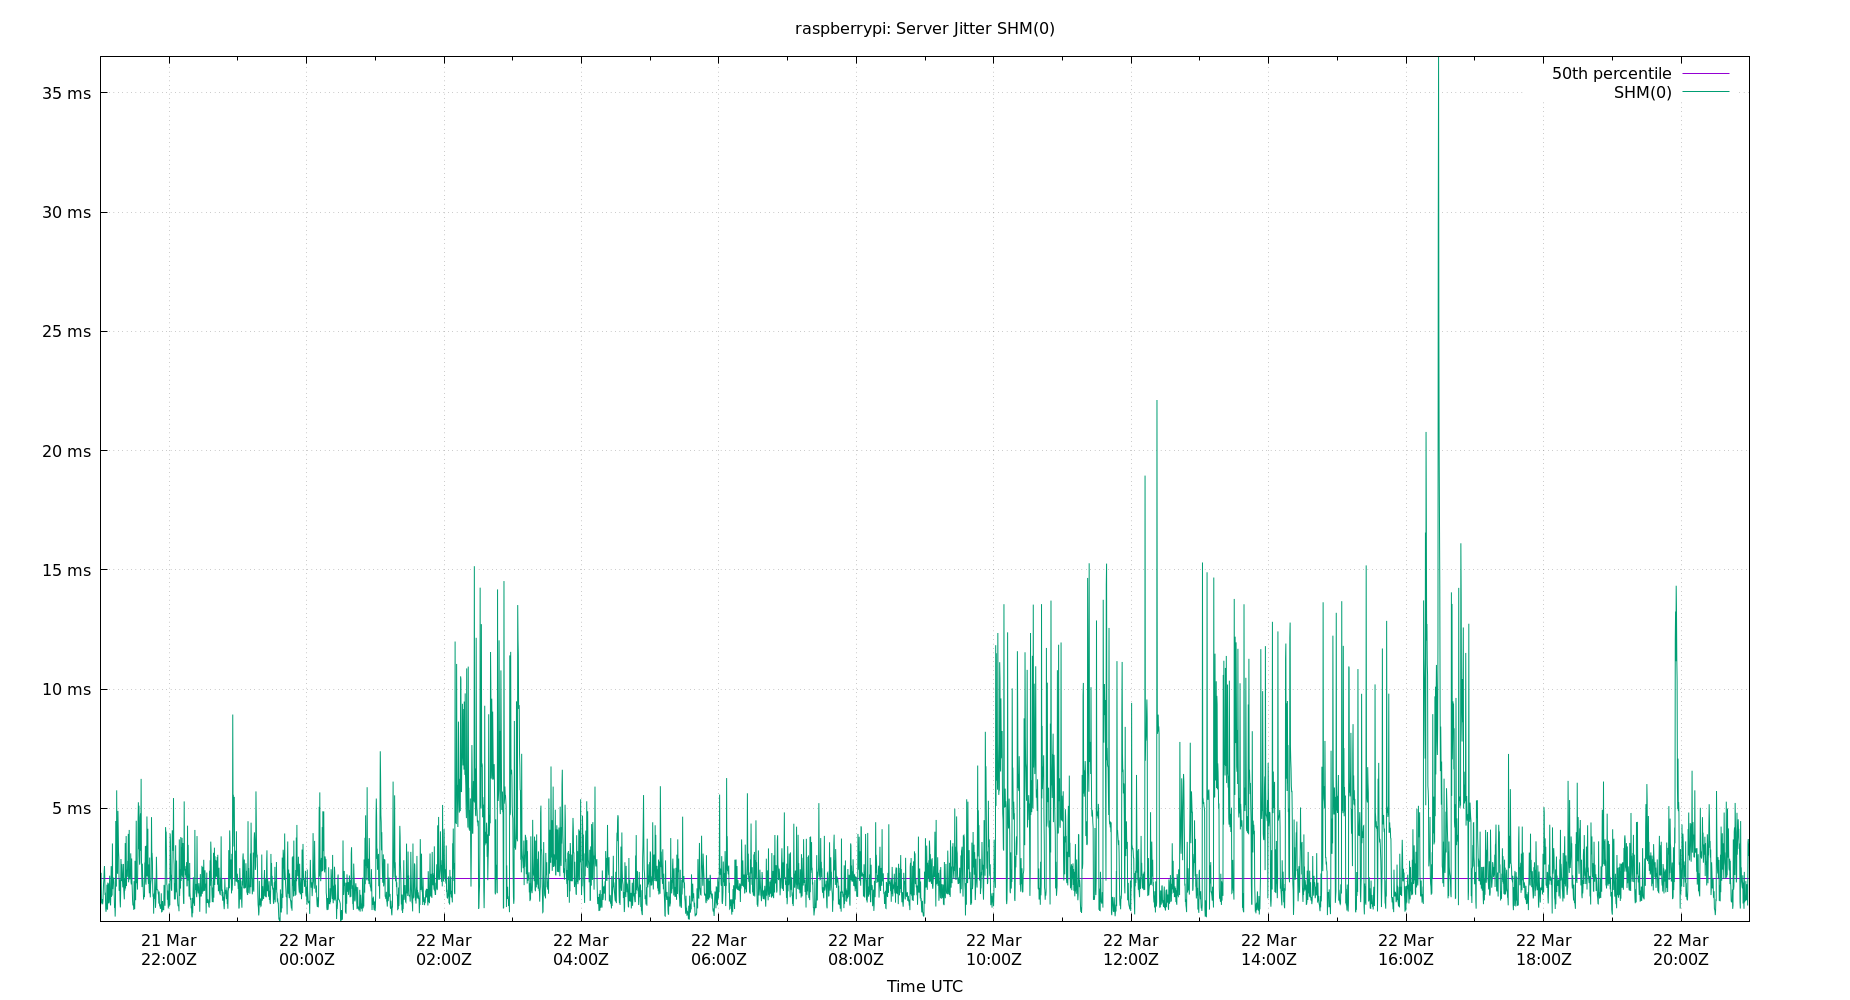 raspberrypi: Server Jitter SHM(0)
50th percentile
SHM(0)
35 ms
30 ms
25 ms
20 ms
15 ms
10 ms
5 ms
21 Mar 22 Mar 22 Mar 22 Mar 22 Mar 22 Mar 22 Mar 22 Mar 22 Mar 22 Mar 22 Mar 22 Mar
22:00Z 00:00Z 02:00Z 04:00Z 06:00Z 08:00Z 10:00Z 12:00Z 14:00Z 16:00Z 18:00Z 20:00Z
Time UTC